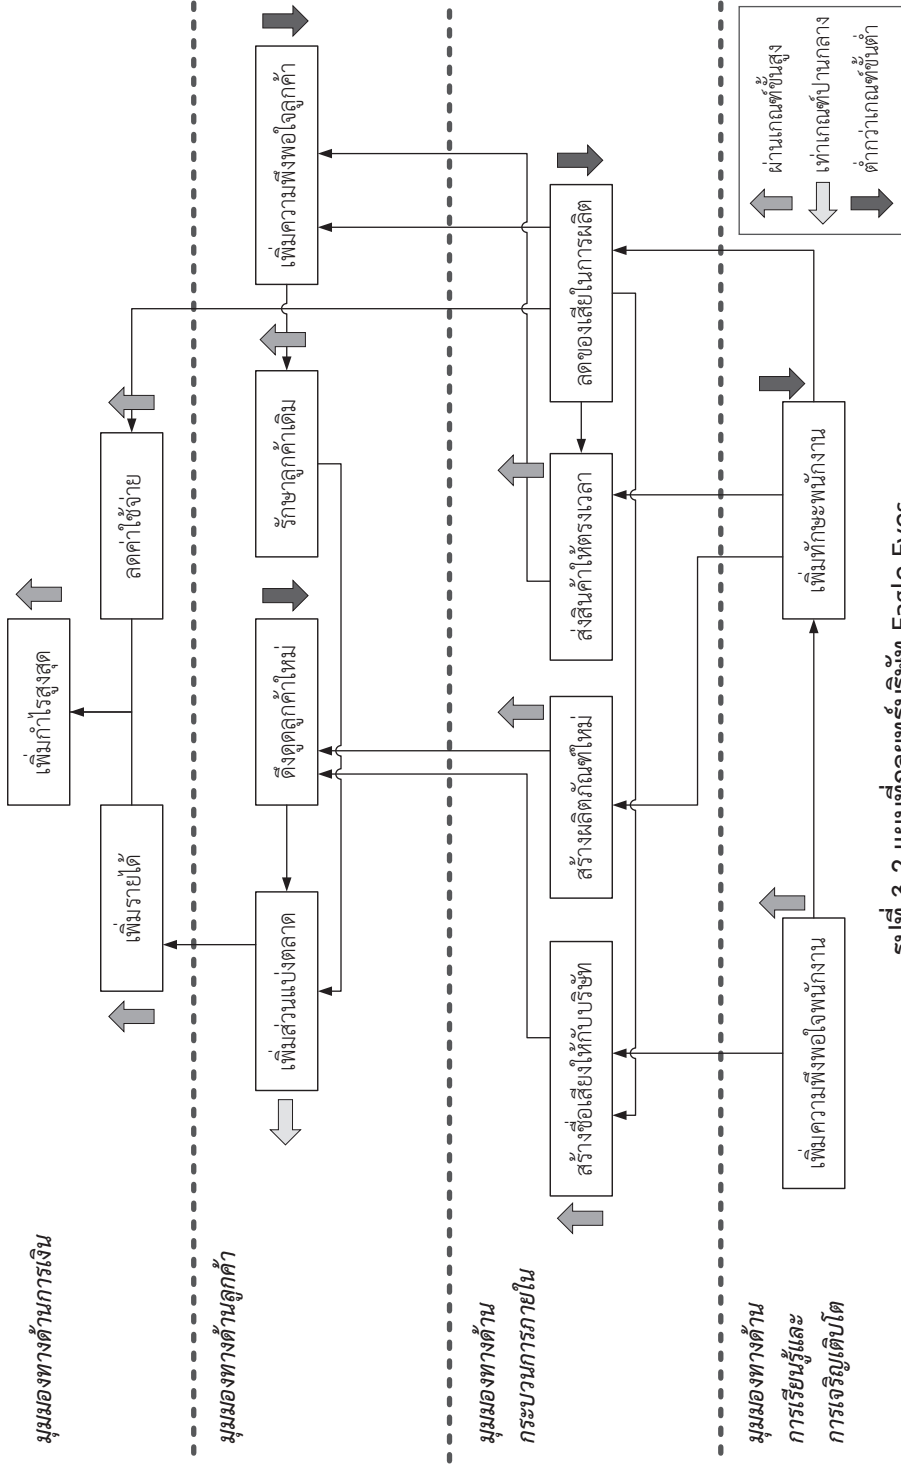 มุมมองทางด้านการเงิน
เพิ่มกำไรสูงสุด
เพิ่มรายได้
ลดค่าใช้จ่าย
มุมมองทางด้านลูกค้า
เพิ่มส่วนแบ่งตลาด
ดึงดูดลูกค้าใหม่
รักษาลูกค้าเดิม
เพิ่มความพึงพอใจลูกค้า
มุมมองทางด้าน
กระบวนการภายใน
สร้างชื่อเสียงให้กับบริษัท
สร้างผลิตภัณฑ์ใหม่
ส่งสินค้าให้ตรงเวลา
ลดของเสียในการผลิต
มุมมองทางด้าน
การเรียนรู้และ
การเจริญเติบโต
เพิ่มความพึงพอใจพนักงาน
เพิ่มทักษะพนักงาน
ผ่านเกณฑ์ขั้นสูง
เท่าเกณฑ์ปานกลาง
ต่ำกว่าเกณฑ์ขั้นต่ำ
รูปที่ 3.2 แผนที่กลยุทธ์บริษัท Eagle Eyes